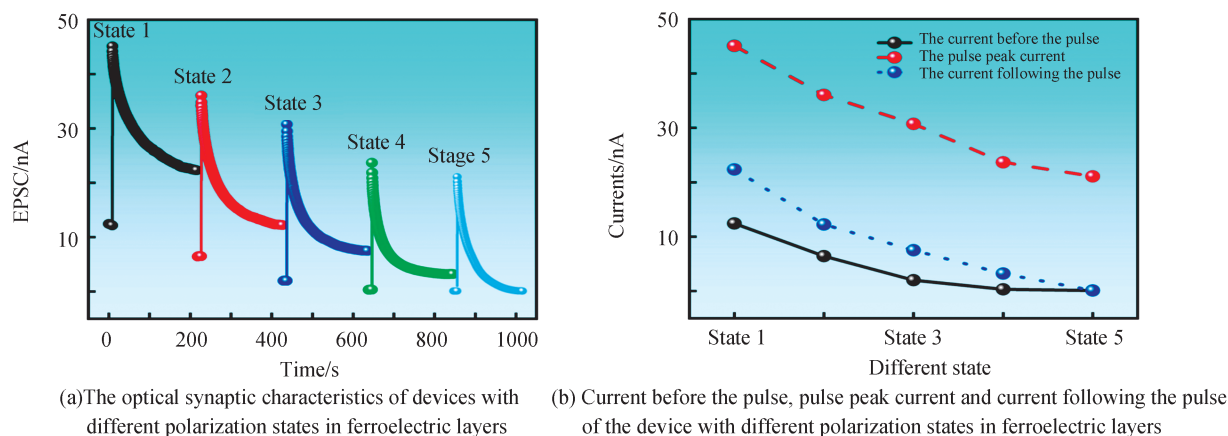 50
30
10
EPSC/nA
State 1
State 2
State 3
State 4
Stage 5
0
200
400
600
800
1000
Time/s
(a)The optical synaptic characteristics of devices with
different polarization states in ferroelectric layers
50
30
10
Currents/nA
The current before the pulse
The pulse peak current
The current following the pulse
State 1
State 3
State 5
Different state
(b) Current before the pulse, pulse peak current and current following the pulse
of the device with different polarization states in ferroelectric layers